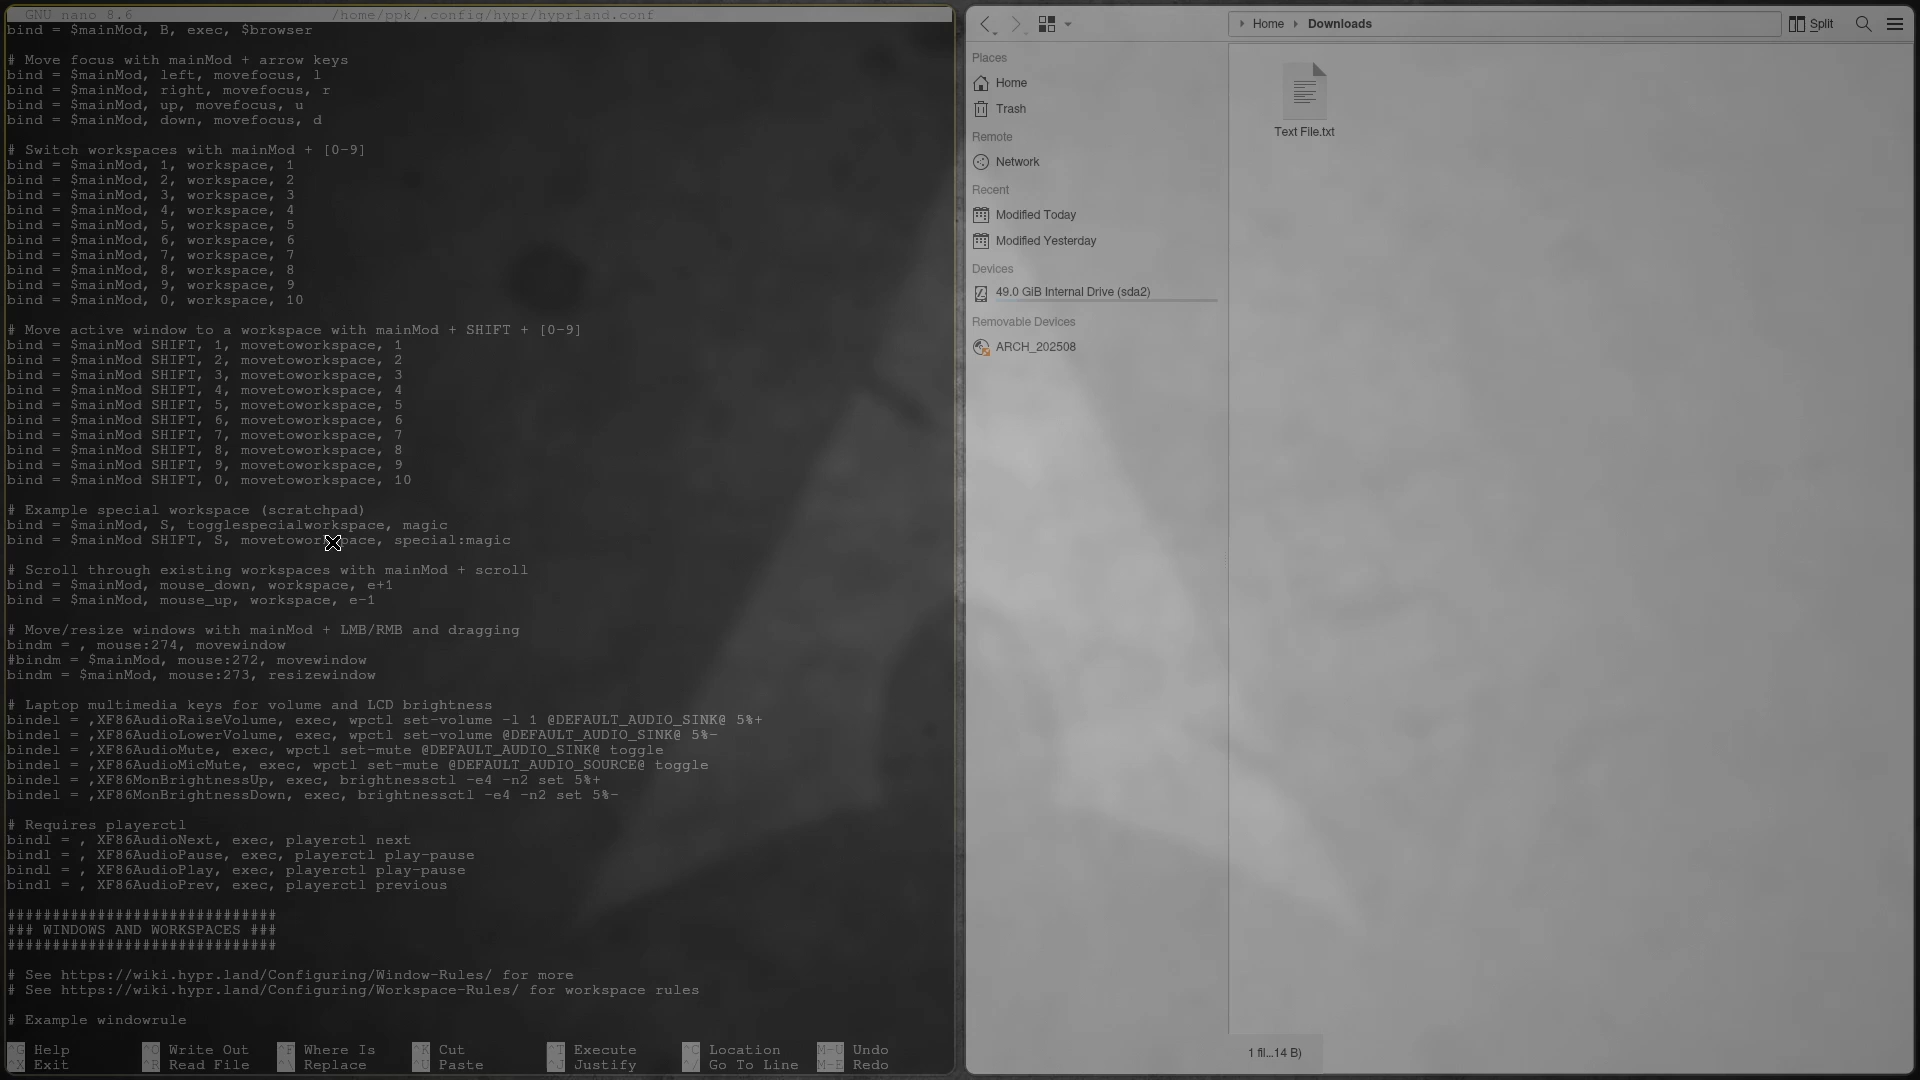 GNU nano 8.6 /home/ppk/.config/hypr/hyprland.conf
bind = $mainMod, B, exec, $browser
# Move focus with mainMod + arrow keys
bind = $mainMod, left, movefocus, l
bind = $mainMod, right, movefocus, r
bind = $mainMod, up, movefocus, u
bind = $mainMod, down, movefocus, d
# Switch workspaces with mainMod + [0-9]
bind = $mainMod, 1, workspace, 1
bind = $mainMod, 2, workspace, 2
bind = $mainMod, 3, workspace, 3
bind = $mainMod, 4, workspace, 4
bind = $mainMod, 5, workspace, 5
bind = $mainMod, 6, workspace, 6
bind = $mainMod, 7, workspace, 7
bind = $mainMod, 8, workspace, 8
bind = $mainMod, 9, workspace, 9
bind = $mainMod, 0, workspace, 10
# Move active window to a workspace with mainMod + SHIFT + [0-9]
bind = $mainMod SHIFT, 1, movetoworkspace, 1
bind = $mainMod SHIFT, 2, movetoworkspace, 2
bind = $mainMod SHIFT, 3, movetoworkspace, 3
bind = $mainMod SHIFT, 4, movetoworkspace, 4
bind = $mainMod SHIFT, 5, movetoworkspace, 5
bind = $mainMod SHIFT, 6, movetoworkspace, 6
bind = $mainMod SHIFT, 7, movetoworkspace, 7
bind = $mainMod SHIFT, 8, movetoworkspace, 8
bind = $mainMod SHIFT, 9, movetoworkspace, 9
bind = $mainMod SHIFT, 0, movetoworkspace, 10
# Example special workspace (scratchpad)
bind = $mainMod, S, togglespecialworkspace, magic
bind = $mainMod SHIFT, S, movetoworkspace, special:magic
# Scroll through existing workspaces with mainMod + scroll
bind = $mainMod, mouse_down, workspace, e+1
bind = $mainMod, mouse_up, workspace, e-1
# Move/resize windows with mainMod + LMB/RMB and dragging
bindm = , mouse:274, movewindow
#bindm = $mainMod, mouse:272, movewindow
bindm = $mainMod, mouse:273, resizewindow
# Laptop multimedia keys for volume and LCD brightness
bindel = ,XF86AudioRaiseVolume, exec, wpctl set-volume -l 1 @DEFAULT_AUDIO_SINK@ 5%+
bindel = ,XF86AudioLowerVolume, exec, wpctl set-volume @DEFAULT_AUDIO_SINK@ 5%-
bindel = ,XF86AudioMute, exec, wpctl set-mute @DEFAULT_AUDIO_SINK@ toggle
bindel = ,XF86AudioMicMute, exec, wpctl set-mute @DEFAULT_AUDIO_SOURCE@ toggle
bindel = ,XF86MonBrightnessUp, exec, brightnessctl -e4 -n2 set 5%+
bindel = ,XF86MonBrightnessDown, exec, brightnessctl -e4 -n2 set 5%-
# Requires playerctl
bindl = , XF86AudioNext, exec, playerctl next
bindl = , XF86AudioPause, exec, playerctl play-pause
bindl = , XF86AudioPlay, exec, playerctl play-pause
bindl = , XF86AudioPrev, exec, playerctl previous
##############################
### WINDOWS AND WORKSPACES ###
##############################
# See https://wiki.hypr.land/Configuring/Window-Rules/ for more
# See https://wiki.hypr.land/Configuring/Workspace-Rules/ for workspace rules
# Example windowrule
^G Help ^O Write Out ^F Where Is ^K Cut ^T Execute ^C Location M-U Undo
^X Exit ^R Read File ^\ Replace ^U Paste ^J Justify ^/ Go To Line M-E Redo
Home Downloads Split
Places
Home
Trash
Remote
Network
Recent
Modified Today
Modified Yesterday
Devices
49.0 GiB Internal Drive (sda2)
Removable Devices
ARCH_202508
Text File.txt
1 fil...14 B)